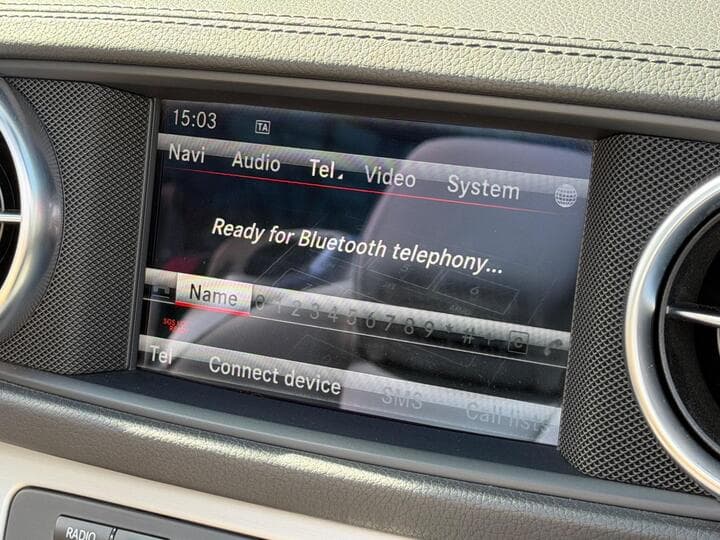 15:03 TA
Navi Audio Tel Video System
Ready for Bluetooth telephony...
Name 0 1 2 3 4 5 6 7 8 9 * # + C
Tel Connect device SMS Call lists
RADIO